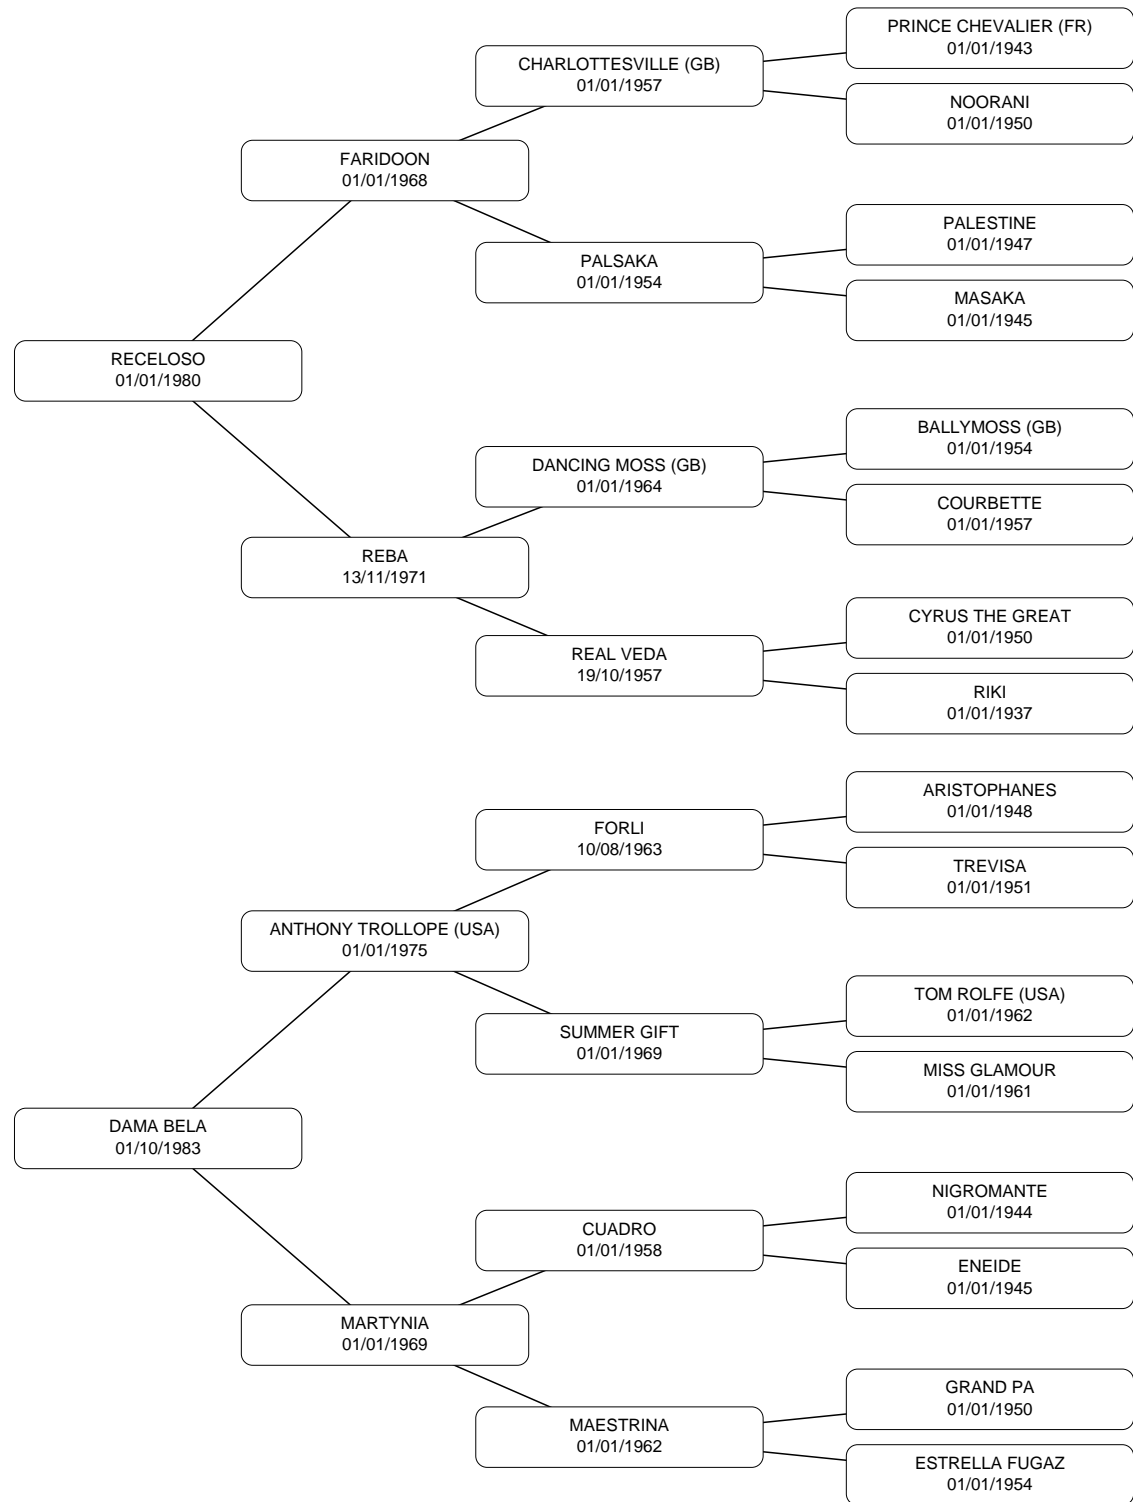 PRINCE CHEVALIER (FR)
01/01/1943
CHARLOTTESVILLE (GB)
01/01/1957
NOORANI
01/01/1950
FARIDOON
01/01/1968
PALESTINE
01/01/1947
PALSAKA
01/01/1954
MASAKA
01/01/1945
RECELOSO
01/01/1980
BALLYMOSS (GB)
01/01/1954
DANCING MOSS (GB)
01/01/1964
COURBETTE
01/01/1957
REBA
13/11/1971
CYRUS THE GREAT
01/01/1950
REAL VEDA
19/10/1957
RIKI
01/01/1937
ARISTOPHANES
01/01/1948
FORLI
10/08/1963
TREVISA
01/01/1951
ANTHONY TROLLOPE (USA)
01/01/1975
TOM ROLFE (USA)
01/01/1962
SUMMER GIFT
01/01/1969
MISS GLAMOUR
01/01/1961
DAMA BELA
01/10/1983
NIGROMANTE
01/01/1944
CUADRO
01/01/1958
ENEIDE
01/01/1945
MARTYNIA
01/01/1969
GRAND PA
01/01/1950
MAESTRINA
01/01/1962
ESTRELLA FUGAZ
01/01/1954